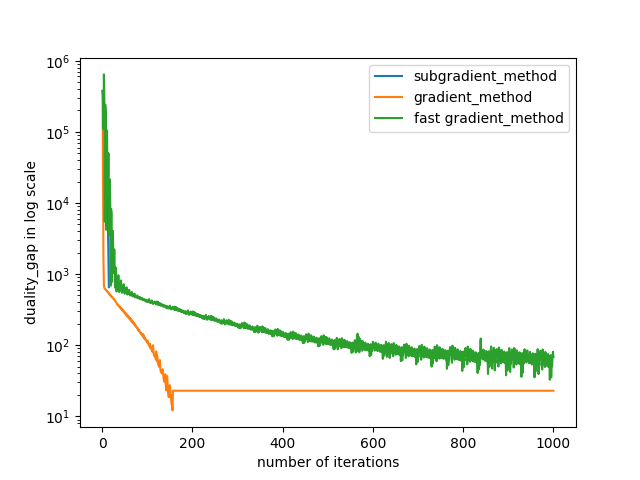 subgradient_method
gradient_method
fast gradient_method
duality_gap in log scale
10^6
10^5
10^4
10^3
10^2
10^1
0 200 400 600 800 1000
number of iterations